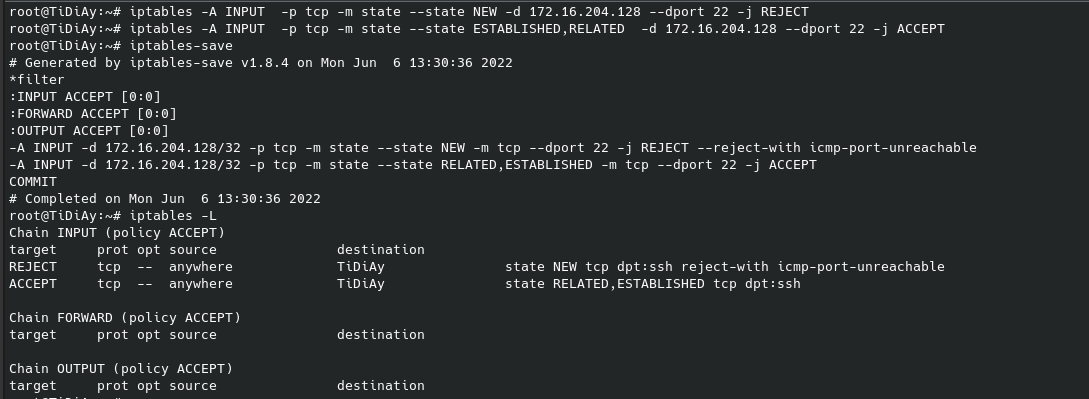 root@TiDiAy:~# iptables -A INPUT  -p tcp -m state --state NEW -d 172.16.204.128 --dport 22 -j REJECT
root@TiDiAy:~# iptables -A INPUT  -p tcp -m state --state ESTABLISHED,RELATED  -d 172.16.204.128 --dport 22 -j ACCEPT
root@TiDiAy:~# iptables-save
# Generated by iptables-save v1.8.4 on Mon Jun  6 13:30:36 2022
*filter
:INPUT ACCEPT [0:0]
:FORWARD ACCEPT [0:0]
:OUTPUT ACCEPT [0:0]
-A INPUT -d 172.16.204.128/32 -p tcp -m state --state NEW -m tcp --dport 22 -j REJECT --reject-with icmp-port-unreachable
-A INPUT -d 172.16.204.128/32 -p tcp -m state --state RELATED,ESTABLISHED -m tcp --dport 22 -j ACCEPT
COMMIT
# Completed on Mon Jun  6 13:30:36 2022
root@TiDiAy:~# iptables -L
Chain INPUT (policy ACCEPT)
target     prot opt source               destination
REJECT     tcp  --  anywhere             TiDiAy               state NEW tcp dpt:ssh reject-with icmp-port-unreachable
ACCEPT     tcp  --  anywhere             TiDiAy               state RELATED,ESTABLISHED tcp dpt:ssh

Chain FORWARD (policy ACCEPT)
target     prot opt source               destination

Chain OUTPUT (policy ACCEPT)
target     prot opt source               destination